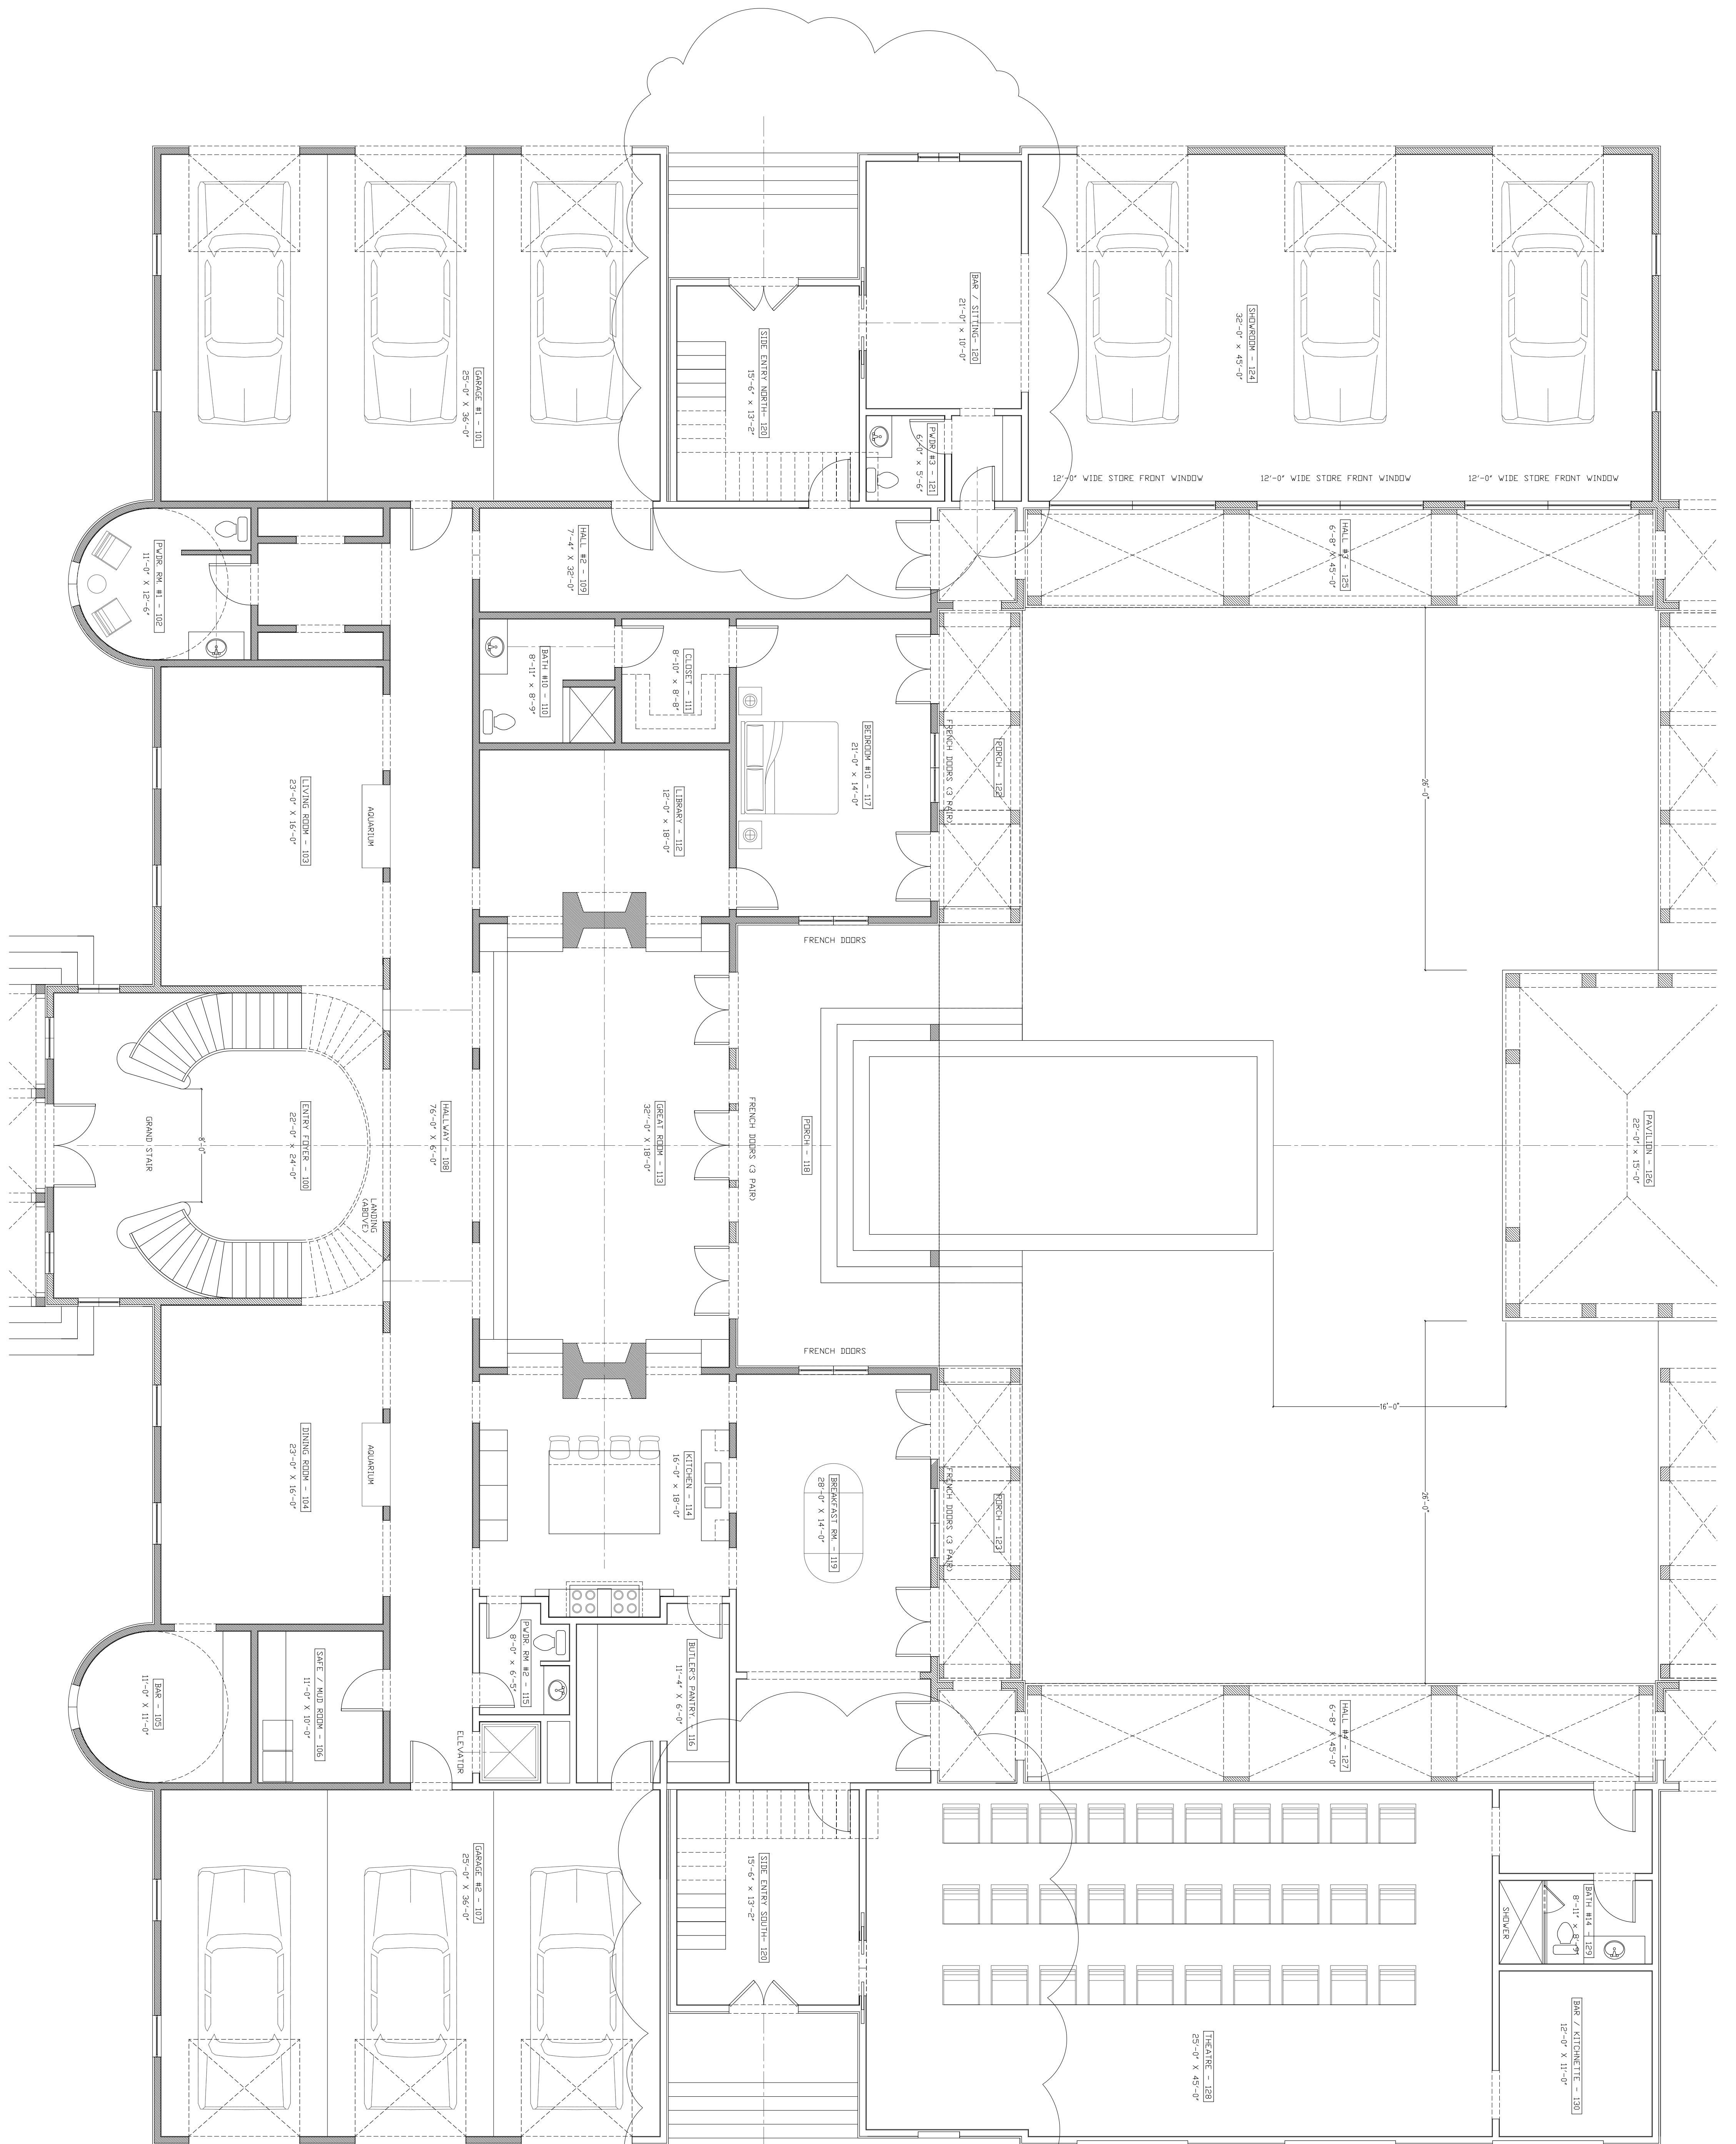 BAR / SITTING- 120
21'-0" X 10'-0"
SHOWROOM - 124
32'-0" X 45'-0"
SIDE ENTRY NORTH- 120
15'-6" X 13'-2"
GARAGE #1 - 101
25'-0" X 36'-0"
PWDR #3 - 121
6'-0" X 5'-6"
12'-0" WIDE STORE FRONT WINDOW
12'-0" WIDE STORE FRONT WINDOW
12'-0" WIDE STORE FRONT WINDOW
PWDR. RM. #1 - 102
11'-0" X 12'-6"
HALL #2 - 109
7'-4" X 32'-0"
HALL #3 - 125
6'-8" X 45'-0"
BATH #10 - 110
8'-11" X 8'-9"
CLOSET - 111
8'-10" X 8'-8"
BEDROOM #10 - 117
21'-0" X 14'-0"
FRENCH DOORS (3 PAIR)
PORCH - 122
26'-0"
LIVING ROOM - 103
23'-0" X 16'-0"
AQUARIUM
LIBRARY - 112
12'-0" X 18'-0"
FRENCH DOORS
GRAND STAIR
8'-0"
ENTRY FOYER - 100
22'-0" X 24'-0"
LANDING
(ABOVE)
HALLWAY - 108
76'-0" X 6'-0"
GREAT ROOM - 113
32'-0" X 18'-0"
FRENCH DOORS (3 PAIR)
PORCH - 118
PAVILION - 126
22'-0" X 15'-0"
FRENCH DOORS
16'-0"
DINING ROOM - 104
23'-0" X 16'-0"
AQUARIUM
KITCHEN - 114
16'-0" X 18'-0"
BREAKFAST RM. - 119
28'-0" X 14'-0"
FRENCH DOORS (3 PAIR)
PORCH - 123
26'-0"
BAR - 105
11'-0" X 11'-0"
SAFE / MUD ROOM - 106
11'-0" X 10'-0"
PWDR. RM #2 - 115
8'-0" X 6'-5"
BUTLER'S PANTRY- 116
11'-4" X 6'-0"
ELEVATOR
HALL #4 - 127
6'-8" X 45'-0"
GARAGE #2 - 107
25'-0" X 36'-0"
SIDE ENTRY SOUTH- 120
15'-6" X 13'-2"
BATH #14 - 129
8'-11" X 8'-9"
SHOWER
THEATRE - 128
25'-0" X 45'-0"
BAR / KITCHNETTE - 130
12'-0" X 11'-0"